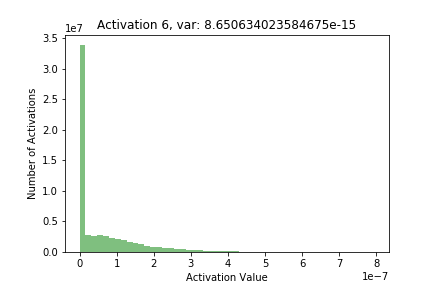 Activation 6, var: 8.650634023584675e-15
1e7
3.5
3.0
2.5
2.0
1.5
1.0
0.5
0.0
Number of Activations
0 1 2 3 4 5 6 7 8
1e−7
Activation Value